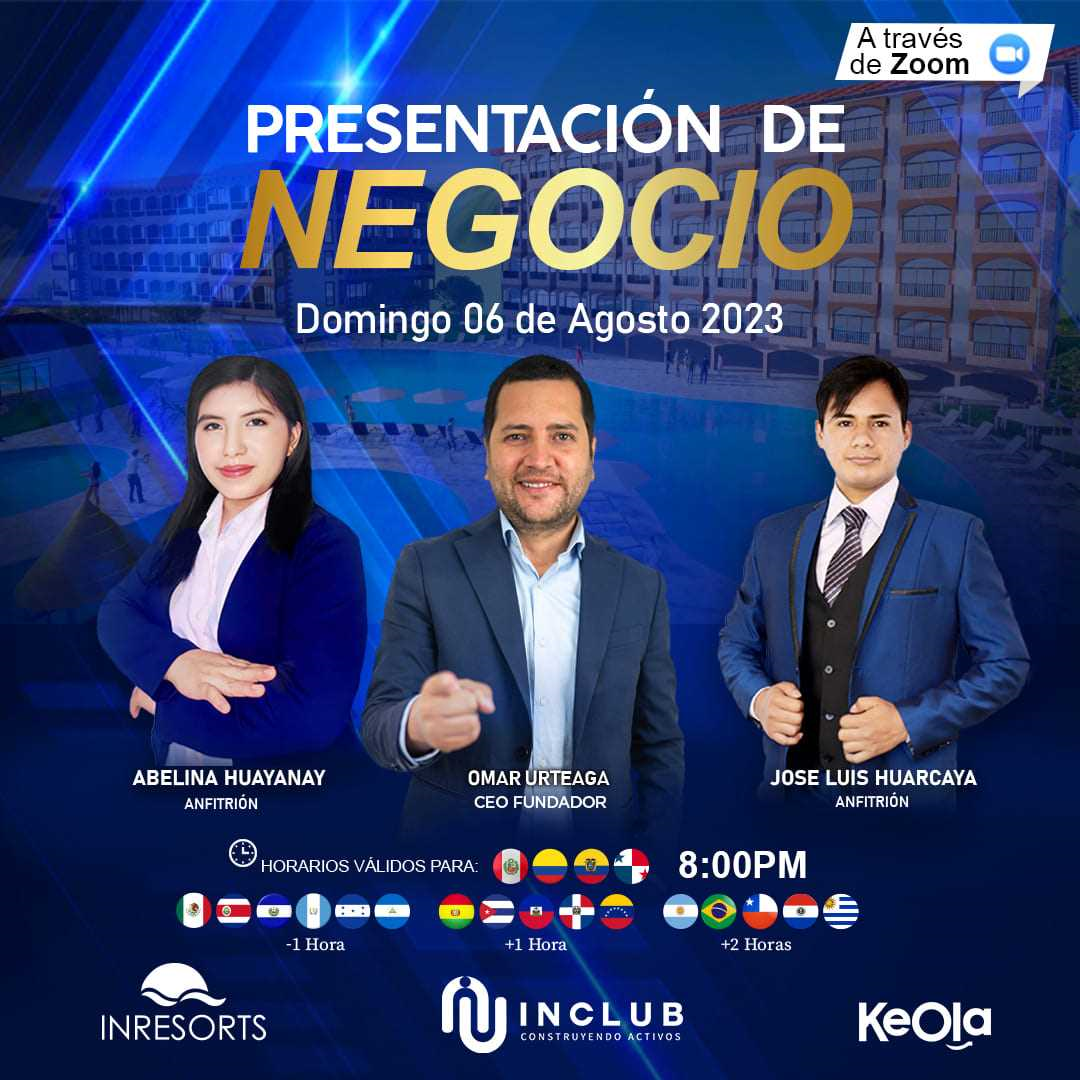 A través
de Zoom
PRESENTACIÓN DE
NEGOCIO
Domingo 06 de Agosto 2023
ABELINA HUAYANAY
ANFITRIÓN
OMAR URTEAGA
CEO FUNDADOR
JOSE LUIS HUARCAYA
ANFITRIÓN
HORARIOS VÁLIDOS PARA:
8:00PM
-1 Hora
+1 Hora
+2 Horas
INRESORTS
INCLUB
CONSTRUYENDO ACTIVOS
KeOla